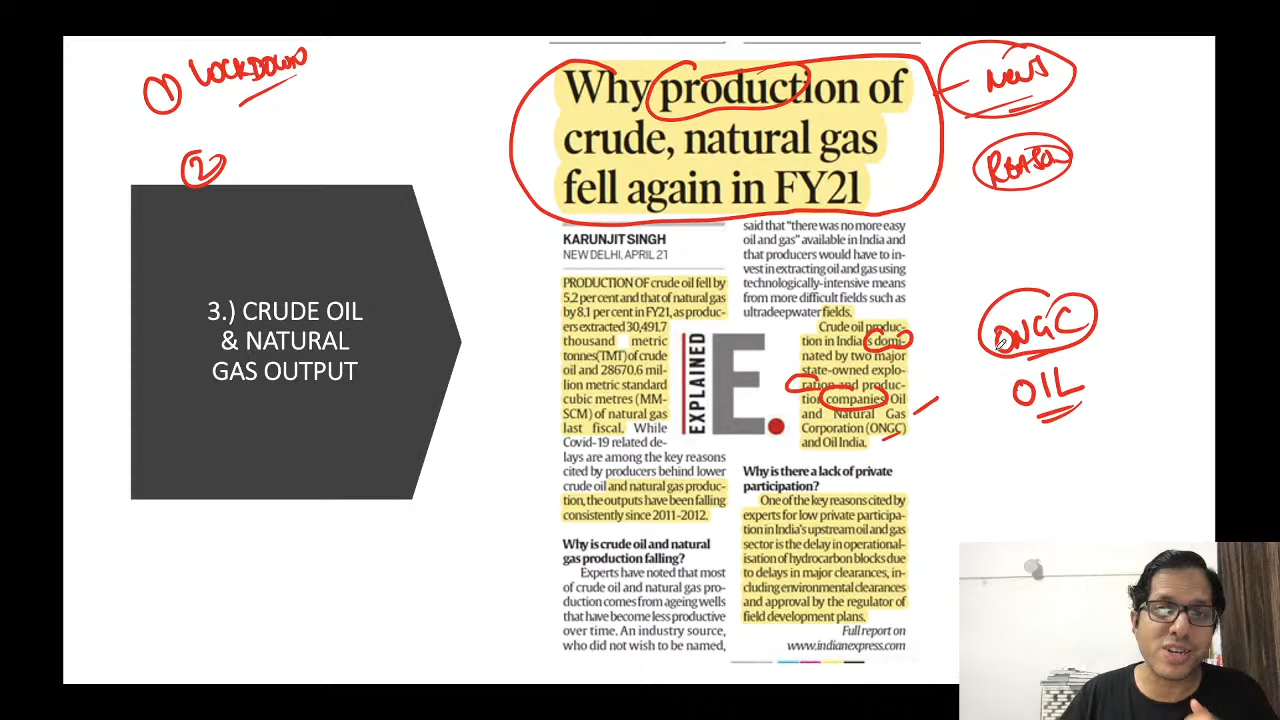 ① LOCKDOWN
②
3.) CRUDE OIL
& NATURAL
GAS OUTPUT
Why production of
crude, natural gas
fell again in FY21
NEWS
REASON
KARUNJIT SINGH
NEW DELHI, APRIL 21
PRODUCTION OF crude oil fell by
5.2 per cent and that of natural gas
by 8.1 per cent in FY21, as produc-
ers extracted 30,491.7
thousand metric
tonnes(TMT) of crude
oil and 28670.6 mil-
lion metric standard
cubic metres (MM-
SCM) of natural gas
last fiscal. While
Covid-19 related de-
lays are among the key reasons
cited by producers behind lower
crude oil and natural gas produc-
tion, the outputs have been falling
consistently since 2011-2012.
Why is crude oil and natural
gas production falling?
Experts have noted that most
of crude oil and natural gas pro-
duction comes from ageing wells
that have become less productive
over time. An industry source,
who did not wish to be named,
EXPLAINED
E.
said that "there was no more easy
oil and gas" available in India and
that producers would have to in-
vest in extracting oil and gas using
technologically-intensive means
from more difficult fields such as
ultradeepwater fields.
Crude oil produc-
tion in India is domi-
nated by two major
state-owned explo-
ration and produc-
tion companies Oil
and Natural Gas
Corporation (ONGC)
and Oil India.
Why is there a lack of private
participation?
One of the key reasons cited by
experts for low private participa-
tion in India's upstream oil and gas
sector is the delay in operational-
isation of hydrocarbon blocks due
to delays in major clearances, in-
cluding environmental clearances
and approval by the regulator of
field development plans.
Full report on
www.indianexpress.com
ONGC
OIL